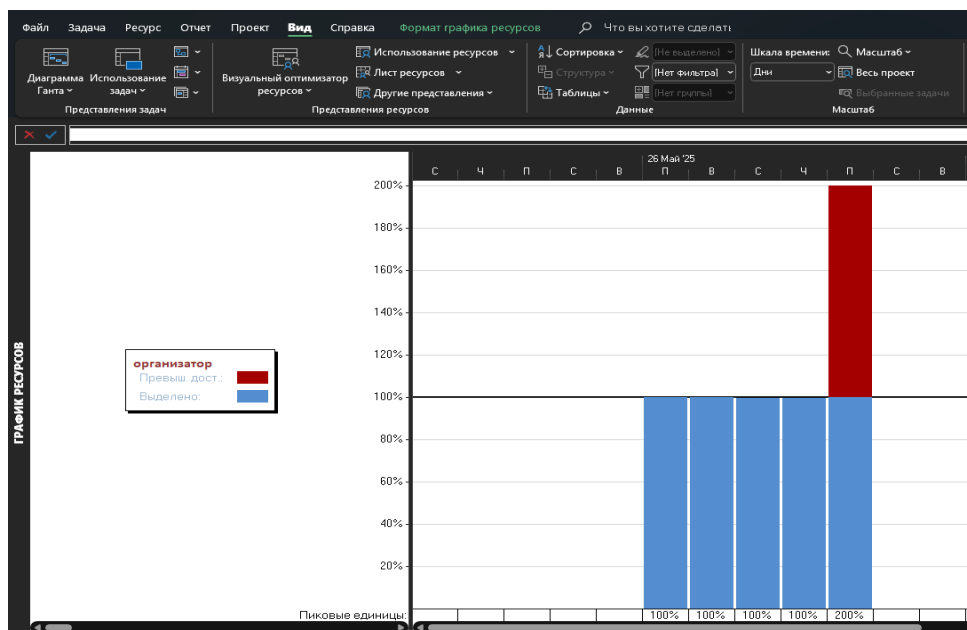 Файл Задача Ресурс Отчет Проект Вид Справка Формат графика ресурсов Что вы хотите сделать
Диаграмма Ганта
Использование задач
Представления задач
Визуальный оптимизатор ресурсов
Использование ресурсов
Лист ресурсов
Другие представления
Представления ресурсов
Сортировка
Структура
Таблицы
[Не выделено]
[Нет фильтра]
[Нет группы]
Данные
Шкала времени:
Дни
Масштаб
Весь проект
Выбранные задачи
Масштаб
ГРАФИК РЕСУРСОВ
организатор
Превыш. дост.:
Выделено:
26 Май '25
С Ч П С В П В С Ч П С В
200%
180%
160%
140%
120%
100%
80%
60%
40%
20%
Пиковые единицы: 100% 100% 100% 100% 200%